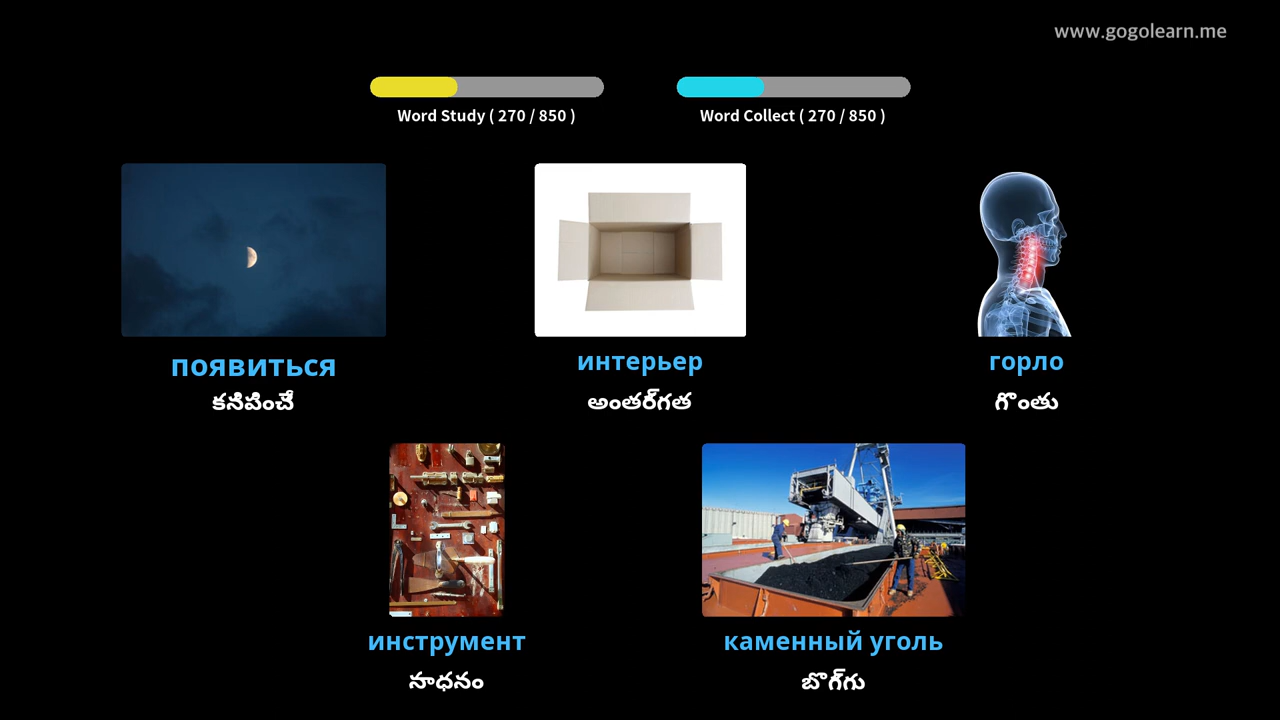 www.gogolearn.me
Word Study ( 270 / 850 )
Word Collect ( 270 / 850 )
появиться
కనిపించే
интерьер
అంతర్గత
горло
గొంతు
инструмент
సాధనం
каменный уголь
బొగ్గు